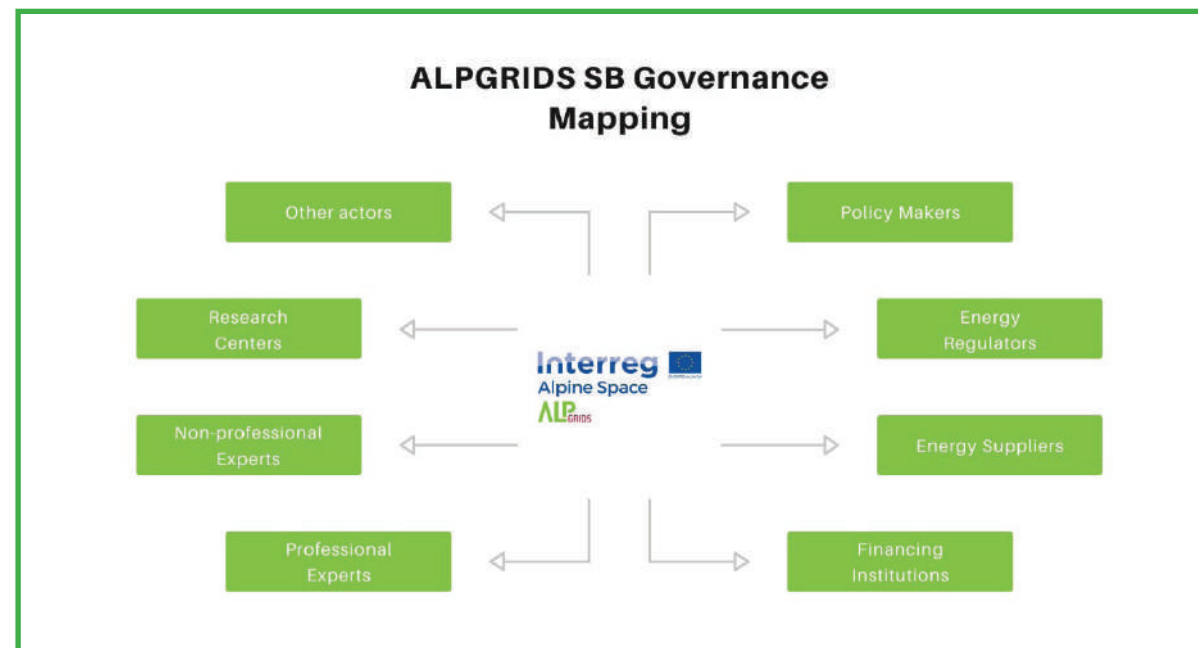 ALPGRIDS SB Governance
Mapping
Other actors
Policy Makers
Research
Centers
Energy
Regulators
Interreg
Alpine Space
ALPGRIDS
Non-professional
Experts
Energy Suppliers
Professional
Experts
Financing
Institutions